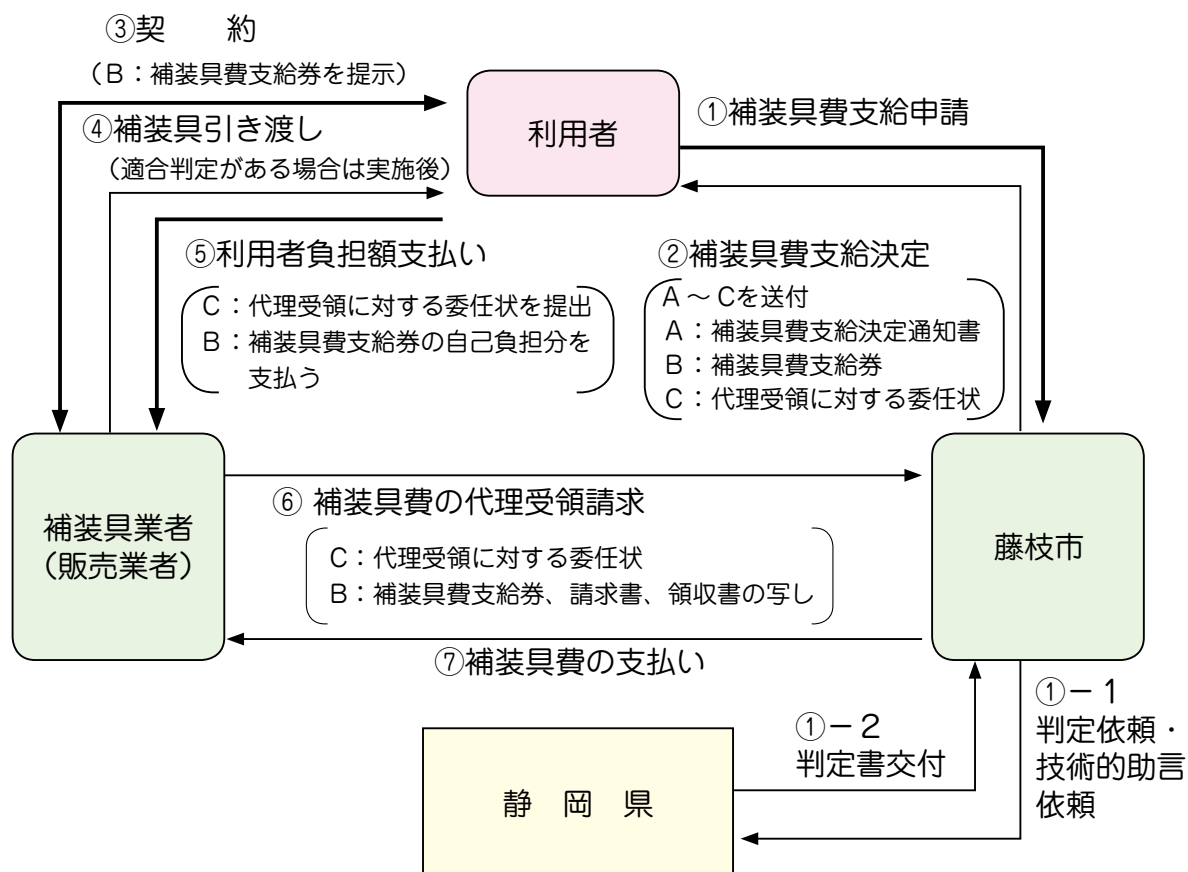 ③契　約
（B：補装具費支給券を提示）
利用者
①補装具費支給申請
④補装具引き渡し
（適合判定がある場合は実施後）
⑤利用者負担額支払い
C：代理受領に対する委任状を提出
B：補装具費支給券の自己負担分を
支払う
②補装具費支給決定
A～Cを送付
A：補装具費支給決定通知書
B：補装具費支給券
C：代理受領に対する委任状
補装具業者
（販売業者）
⑥ 補装具費の代理受領請求
C：代理受領に対する委任状
B：補装具費支給券、請求書、領収書の写し
藤枝市
⑦補装具費の支払い
①－1
判定依頼・
技術的助言
依頼
①－2
判定書交付
静　岡　県